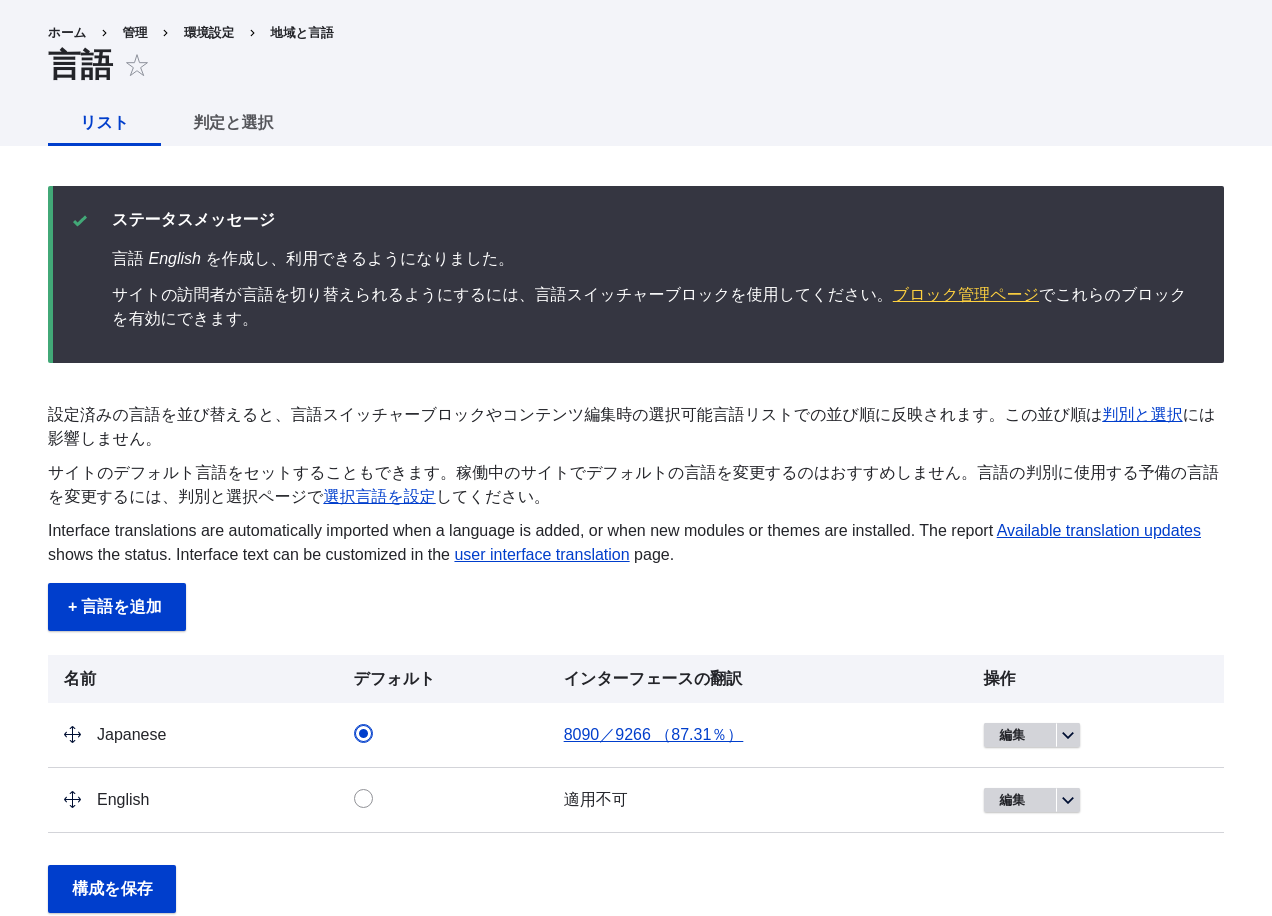 ホーム › 管理 › 環境設定 › 地域と言語
言語 ☆
リスト 判定と選択
ステータスメッセージ
言語 English を作成し、利用できるようになりました。
サイトの訪問者が言語を切り替えられるようにするには、言語スイッチャーブロックを使用してください。ブロック管理ページでこれらのブロック
を有効にできます。
設定済みの言語を並び替えると、言語スイッチャーブロックやコンテンツ編集時の選択可能言語リストでの並び順に反映されます。この並び順は判別と選択には
影響しません。
サイトのデフォルト言語をセットすることもできます。稼働中のサイトでデフォルトの言語を変更するのはおすすめしません。言語の判別に使用する予備の言語
を変更するには、判別と選択ページで選択言語を設定してください。
Interface translations are automatically imported when a language is added, or when new modules or themes are installed. The report Available translation updates
shows the status. Interface text can be customized in the user interface translation page.
+ 言語を追加
名前 デフォルト インターフェースの翻訳 操作
Japanese 8090／9266 （87.31％） 編集
English 適用不可 編集
構成を保存